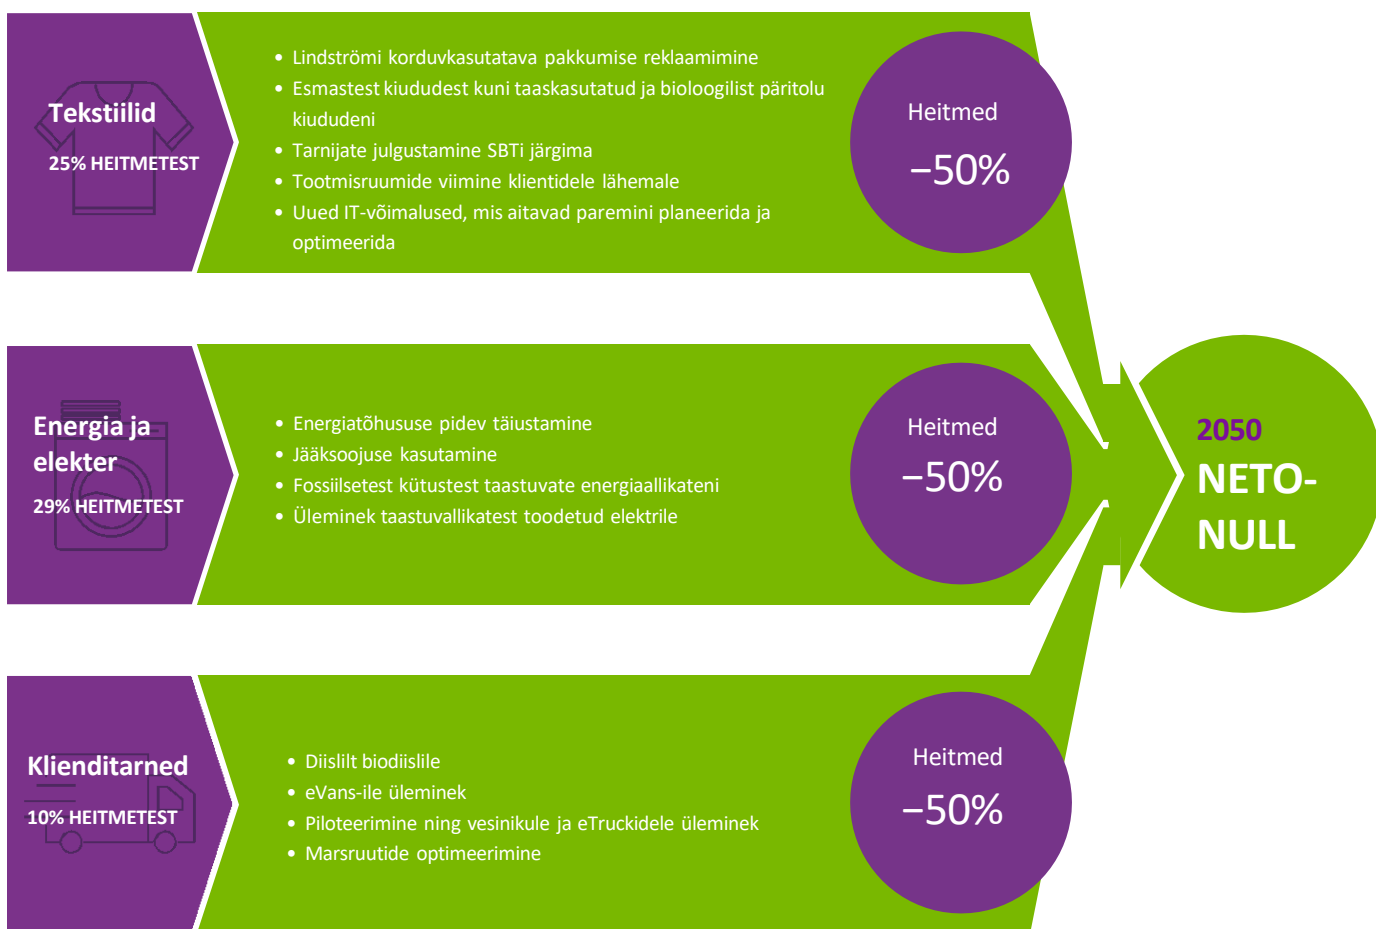 Tekstiilid
25% HEITMETEST
• Lindströmi korduvkasutatava pakkumise reklaamimine
• Esmastest kiududest kuni taaskasutatud ja bioloogilist päritolu
kiududeni
• Tarnijate julgustamine SBTi järgima
• Tootmisruumide viimine klientidele lähemale
• Uued IT-võimalused, mis aitavad paremini planeerida ja
optimeerida
Heitmed
−50%
Energia ja
elekter
29% HEITMETEST
• Energiatõhususe pidev täiustamine
• Jääksoojuse kasutamine
• Fossiilsetest kütustest taastuvate energiaallikateni
• Üleminek taastuvallikatest toodetud elektrile
Heitmed
−50%
Klienditarned
10% HEITMETEST
• Diislilt biodiislile
• eVans-ile üleminek
• Piloteerimine ning vesinikule ja eTruckidele üleminek
• Marsruutide optimeerimine
Heitmed
−50%
2050
NETO-
NULL